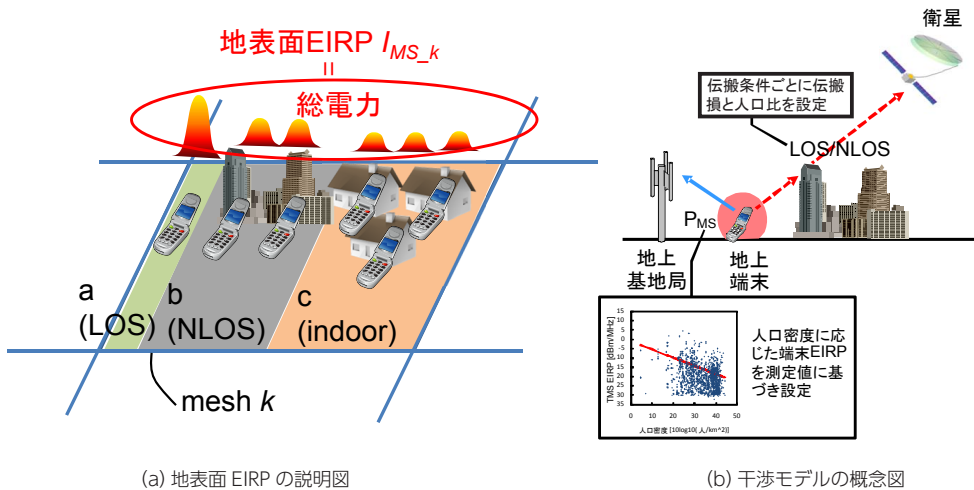 地表面EIRP I_MS_k
=
総電力
a
(LOS)
b
(NLOS)
c
(indoor)
mesh k
(a) 地表面 EIRP の説明図
衛星
伝搬条件ごとに伝搬
損と人口比を設定
LOS/NLOS
P_MS
地上
基地局
地上
端末
TMS EIRP [dBm/MHz]
15
10
5
0
5
10
15
20
25
30
35
0 10 20 30 40 50
人口密度 [10log10( 人/km^2)]
人口密度に応
じた端末EIRP
を測定値に基
づき設定
(b) 干渉モデルの概念図